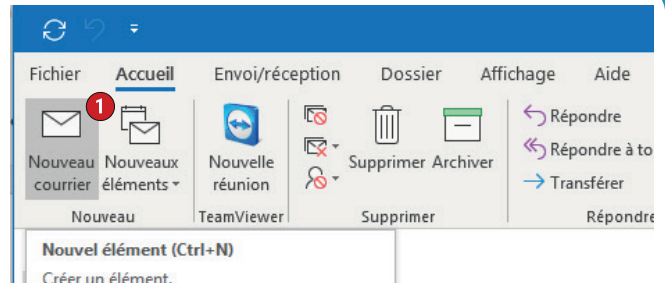 Fichier Accueil Envoi/réception Dossier Affichage Aide
1
Nouveau courrier
Nouveaux éléments
Nouvelle réunion
Supprimer Archiver
Répondre
Répondre à to
Transférer
Nouveau TeamViewer Supprimer Répondre
Nouvel élément (Ctrl+N)
Créer un élément.